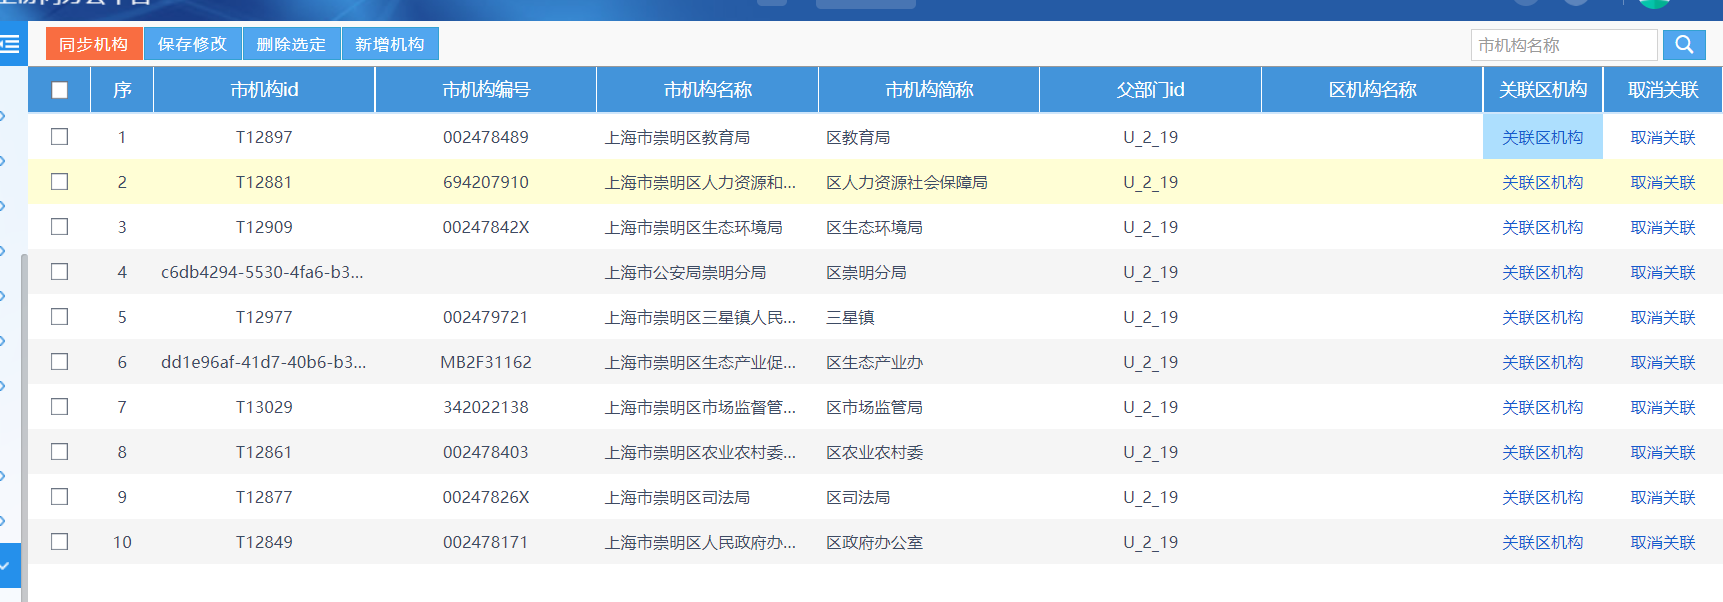 同步机构 保存修改 删除选定 新增机构 市机构名称
序 市机构id 市机构编号 市机构名称 市机构简称 父部门id 区机构名称 关联区机构 取消关联
1 T12897 002478489 上海市崇明区教育局 区教育局 U_2_19 关联区机构 取消关联
2 T12881 694207910 上海市崇明区人力资源和... 区人力资源社会保障局 U_2_19 关联区机构 取消关联
3 T12909 00247842X 上海市崇明区生态环境局 区生态环境局 U_2_19 关联区机构 取消关联
4 c6db4294-5530-4fa6-b3... 上海市公安局崇明分局 区崇明分局 U_2_19 关联区机构 取消关联
5 T12977 002479721 上海市崇明区三星镇人民... 三星镇 U_2_19 关联区机构 取消关联
6 dd1e96af-41d7-40b6-b3... MB2F31162 上海市崇明区生态产业促... 区生态产业办 U_2_19 关联区机构 取消关联
7 T13029 342022138 上海市崇明区市场监督管... 区市场监管局 U_2_19 关联区机构 取消关联
8 T12861 002478403 上海市崇明区农业农村委... 区农业农村委 U_2_19 关联区机构 取消关联
9 T12877 00247826X 上海市崇明区司法局 区司法局 U_2_19 关联区机构 取消关联
10 T12849 002478171 上海市崇明区人民政府办... 区政府办公室 U_2_19 关联区机构 取消关联